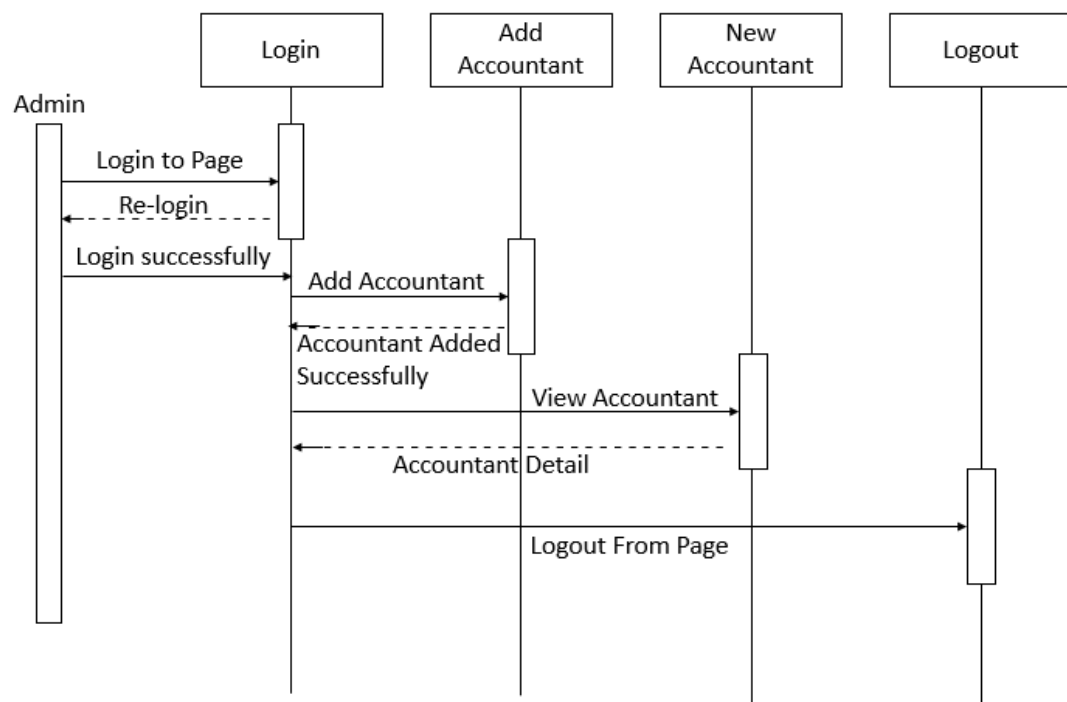 Login
Add
Accountant
New
Accountant
Logout
Admin
Login to Page
Re-login
Login successfully
Add Accountant
Accountant Added
Successfully
View Accountant
Accountant Detail
Logout From Page